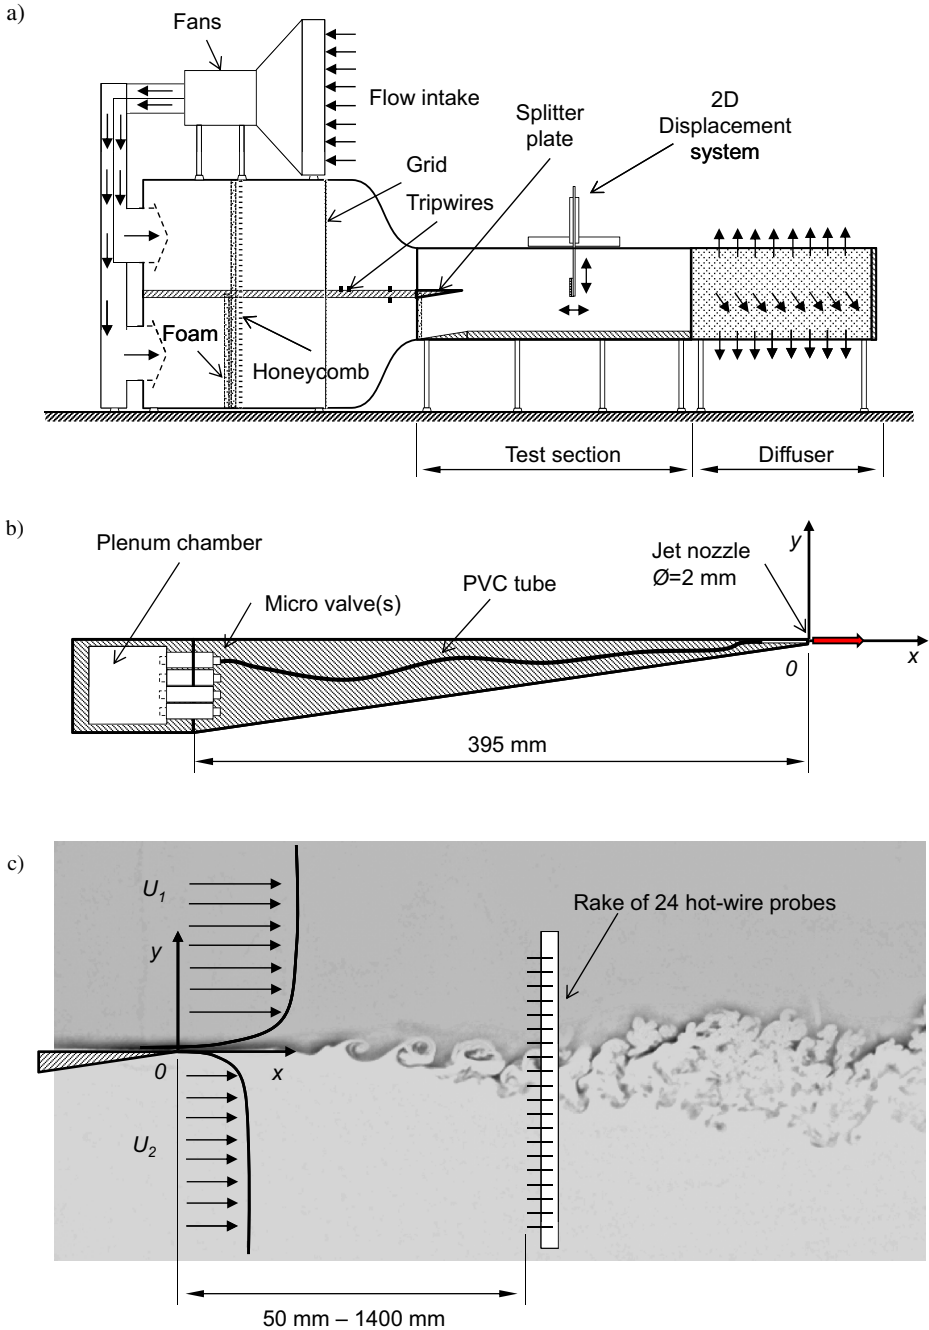 a)
Fans
Flow intake
Splitter
plate
2D
Displacement
system
Grid
Tripwires
Foam
Honeycomb
Test section
Diffuser
b)
Plenum chamber
Micro valve(s)
PVC tube
Jet nozzle
Ø=2 mm
y
x
0
395 mm
c)
U1
Rake of 24 hot-wire probes
y
0
x
U2
50 mm – 1400 mm